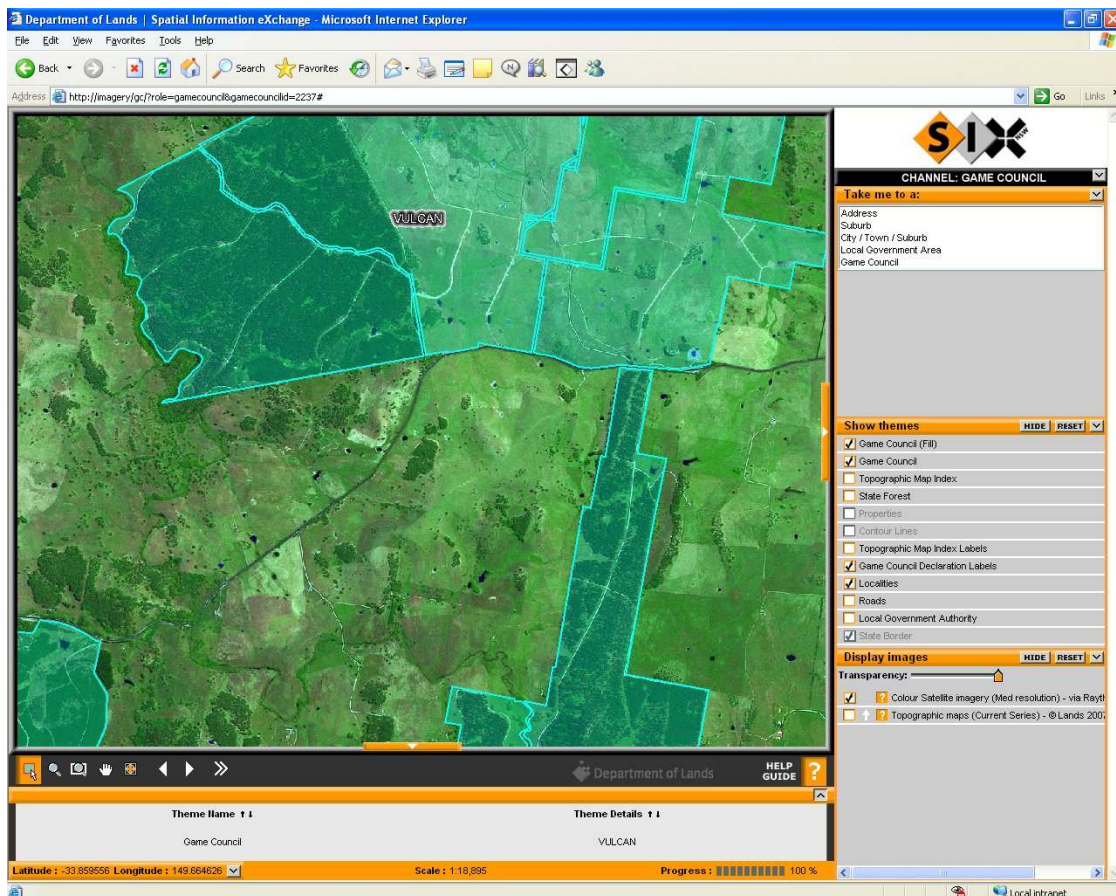 Department of Lands | Spatial Information eXchange - Microsoft Internet Explorer
File Edit View Favorites Tools Help
Back Search Favorites
Address http://imagery/gc/?role=gamecouncil&gamecouncilid=2237# Go Links
VULCAN
SIX NSW
CHANNEL: GAME COUNCIL
Take me to a:
Address
Suburb
City / Town / Suburb
Local Government Area
Game Council
Show themes HIDE RESET
Game Council (Fill)
Game Council
Topographic Map Index
State Forest
Properties
Contour Lines
Topographic Map Index Labels
Game Council Declaration Labels
Localities
Roads
Local Government Authority
State Border
Display images HIDE RESET
Transparency:
? Colour Satellite imagery (Med resolution) - via Rayth
? Topographic maps (Current Series) - © Lands 2007
Department of Lands HELP GUIDE ?
Theme Name Theme Details
Game Council VULCAN
Latitude : -33.859556 Longitude : 149.664626 Scale : 1:18,895 Progress : 100 %
Local intranet